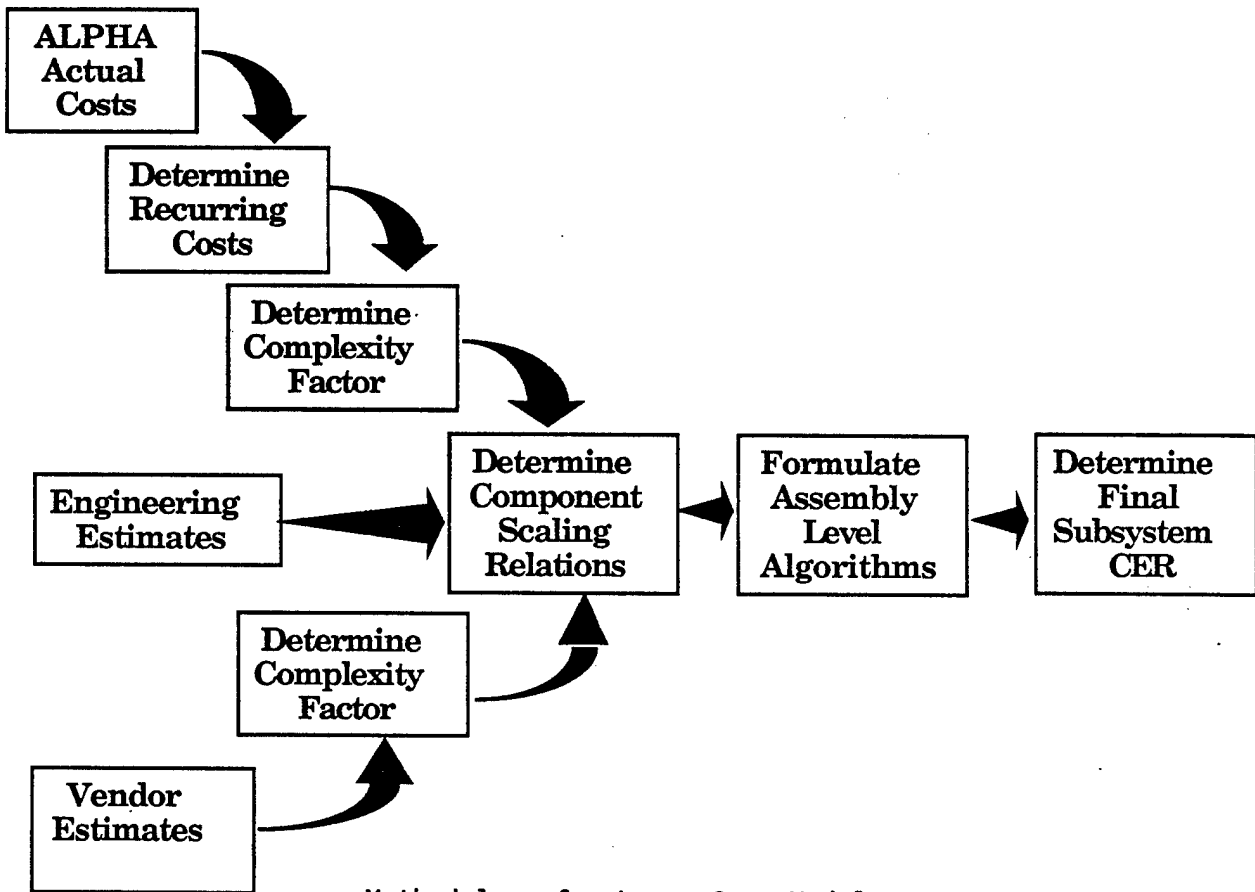 ALPHA
Actual
Costs
Determine
Recurring
Costs
Determine
Complexity
Factor
Engineering
Estimates
Determine
Component
Scaling
Relations
Formulate
Assembly
Level
Algorithms
Determine
Final
Subsystem
CER
Determine
Complexity
Factor
Vendor
Estimates